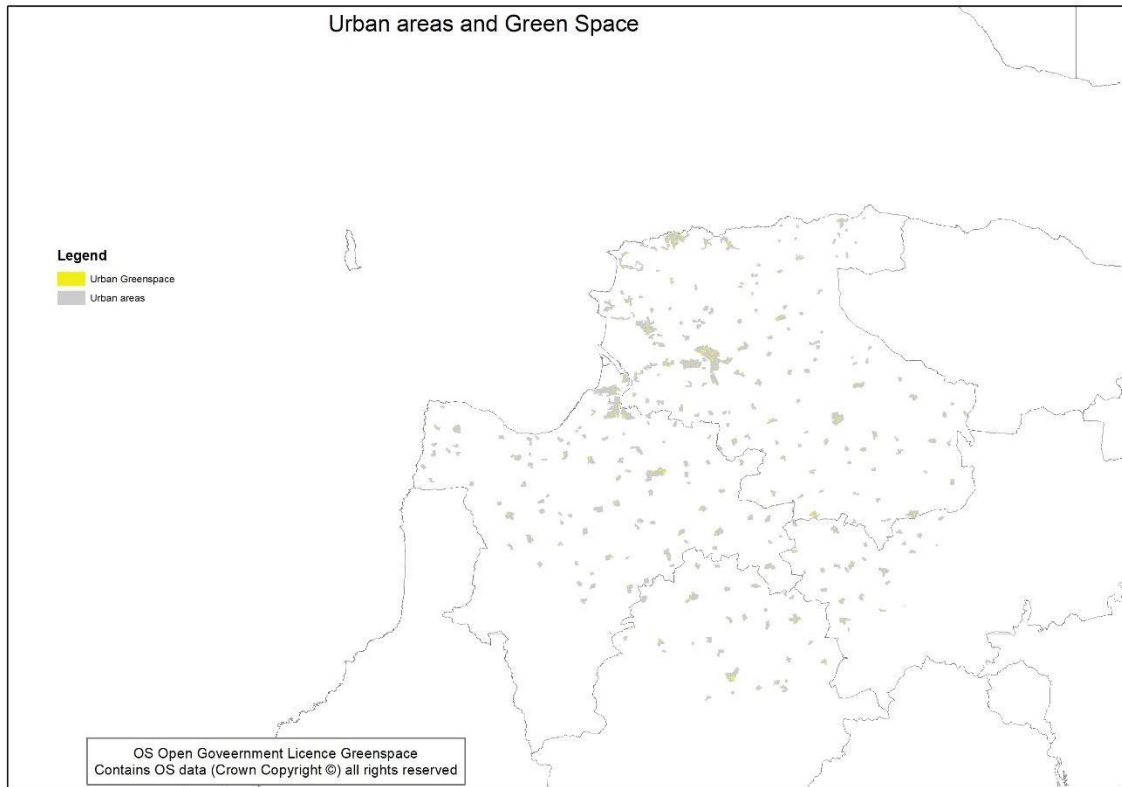 Urban areas and Green Space
Legend
Urban Greenspace
Urban areas
OS Open Goveernment Licence Greenspace
Contains OS data (Crown Copyright ©) all rights reserved